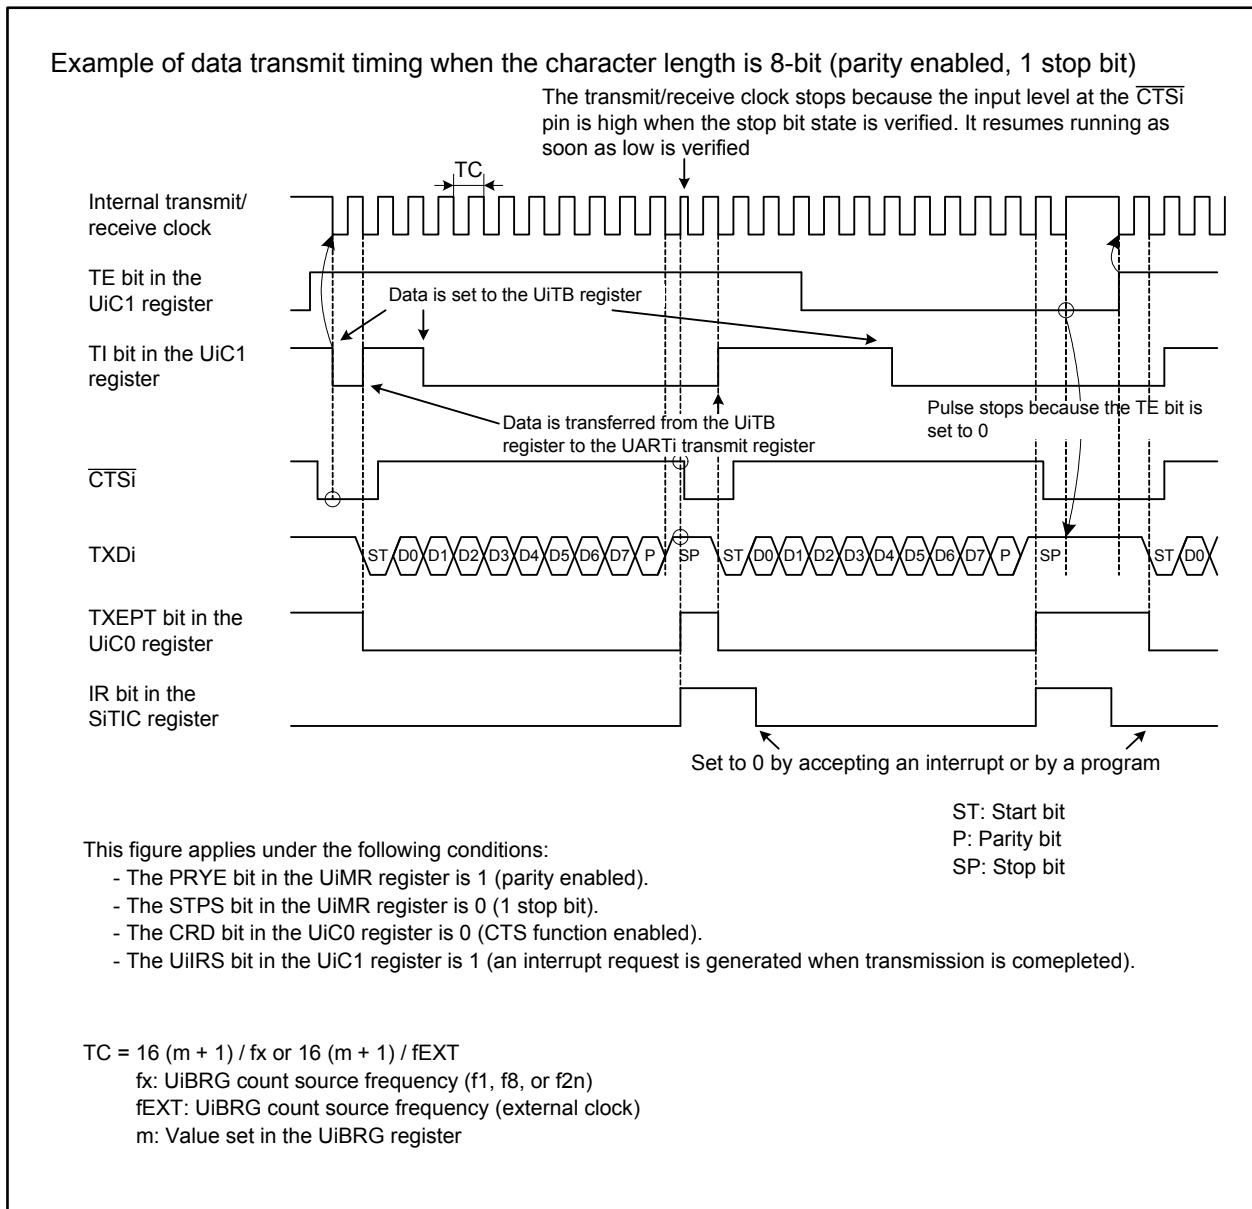 Example of data transmit timing when the character length is 8-bit (parity enabled, 1 stop bit)
The transmit/receive clock stops because the input level at the CTSi
pin is high when the stop bit state is verified. It resumes running as
soon as low is verified
TC
Internal transmit/
receive clock
TE bit in the
UiC1 register
Data is set to the UiTB register
TI bit in the UiC1
register
Data is transferred from the UiTB
register to the UARTi transmit register
Pulse stops because the TE bit is
set to 0
CTSi
TXDi
ST D0 D1 D2 D3 D4 D5 D6 D7 P SP ST D0 D1 D2 D3 D4 D5 D6 D7 P SP ST D0
TXEPT bit in the
UiC0 register
IR bit in the
SiTIC register
Set to 0 by accepting an interrupt or by a program
ST: Start bit
P: Parity bit
SP: Stop bit
This figure applies under the following conditions:
- The PRYE bit in the UiMR register is 1 (parity enabled).
- The STPS bit in the UiMR register is 0 (1 stop bit).
- The CRD bit in the UiC0 register is 0 (CTS function enabled).
- The UiIRS bit in the UiC1 register is 1 (an interrupt request is generated when transmission is comepleted).
TC = 16 (m + 1) / fx or 16 (m + 1) / fEXT
fx: UiBRG count source frequency (f1, f8, or f2n)
fEXT: UiBRG count source frequency (external clock)
m: Value set in the UiBRG register